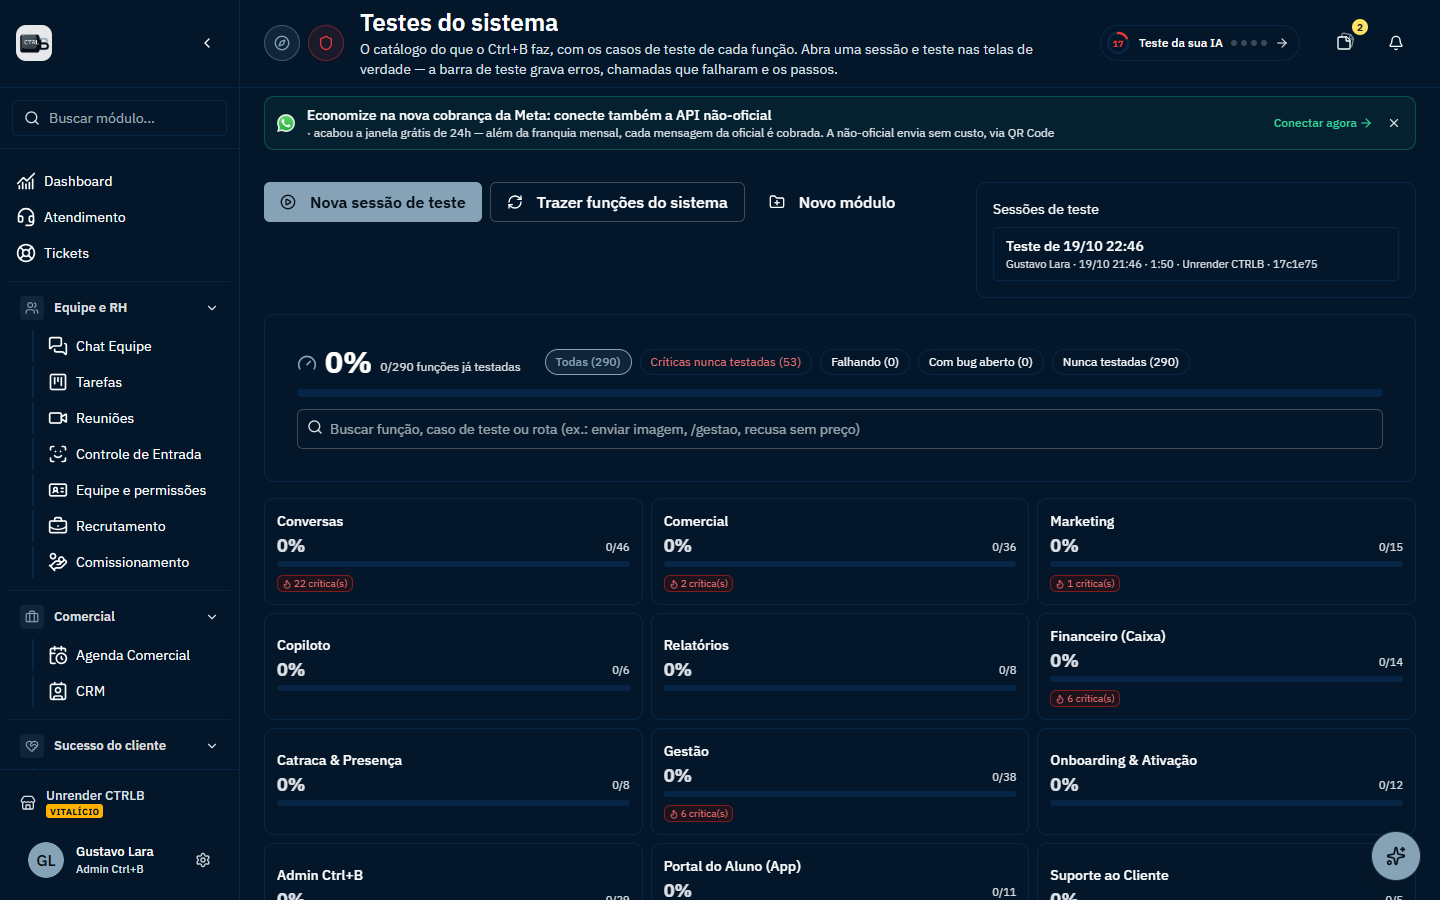 CTRL B
Buscar módulo...
Dashboard
Atendimento
Tickets
Equipe e RH
Chat Equipe
Tarefas
Reuniões
Controle de Entrada
Equipe e permissões
Recrutamento
Comissionamento
Comercial
Agenda Comercial
CRM
Sucesso do cliente
Unrender CTRLB
VITALÍCIO
GL
Gustavo Lara
Admin Ctrl+B
Testes do sistema
O catálogo do que o Ctrl+B faz, com os casos de teste de cada função. Abra uma sessão e teste nas telas de
verdade — a barra de teste grava erros, chamadas que falharam e os passos.
17
Teste da sua IA
2
Economize na nova cobrança da Meta: conecte também a API não-oficial
· acabou a janela grátis de 24h — além da franquia mensal, cada mensagem da oficial é cobrada. A não-oficial envia sem custo, via QR Code
Conectar agora →
Nova sessão de teste
Trazer funções do sistema
Novo módulo
Sessões de teste
Teste de 19/10 22:46
Gustavo Lara · 19/10 21:46 · 1:50 · Unrender CTRLB · 17c1e75
0% 0/290 funções já testadas
Todas (290)
Críticas nunca testadas (53)
Falhando (0)
Com bug aberto (0)
Nunca testadas (290)
Buscar função, caso de teste ou rota (ex.: enviar imagem, /gestao, recusa sem preço)
Conversas
0% 0/46
22 crítica(s)
Comercial
0% 0/36
2 crítica(s)
Marketing
0% 0/15
1 crítica(s)
Copiloto
0% 0/6
Relatórios
0% 0/8
Financeiro (Caixa)
0% 0/14
6 crítica(s)
Catraca & Presença
0% 0/8
Gestão
0% 0/38
6 crítica(s)
Onboarding & Ativação
0% 0/12
Admin Ctrl+B
0% 0/29
Portal do Aluno (App)
0% 0/11
Suporte ao Cliente
0% 0/5